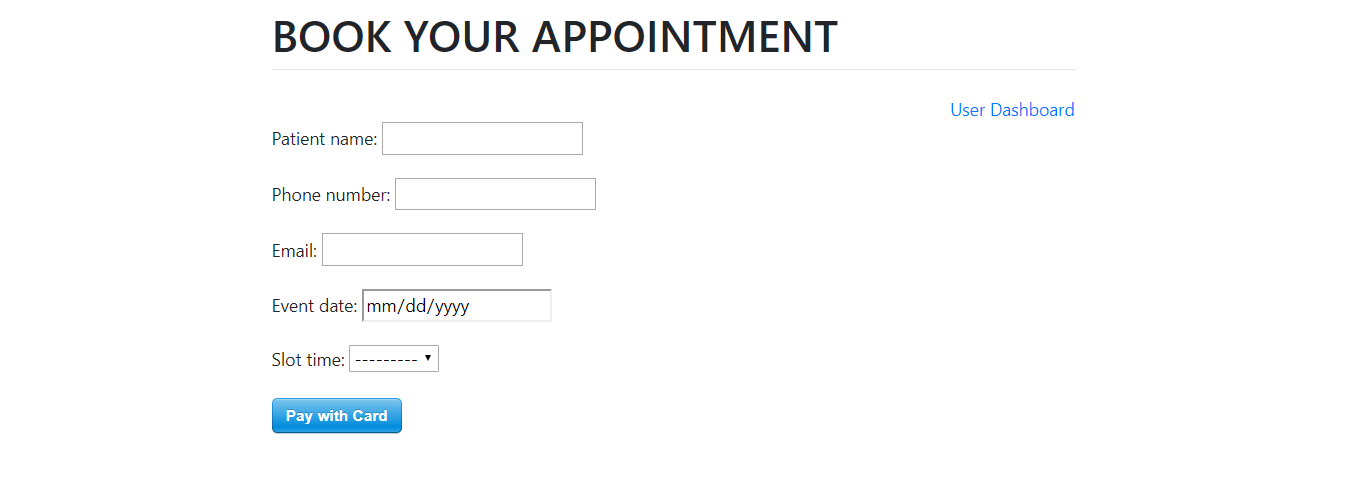 BOOK YOUR APPOINTMENT
User Dashboard
Patient name:
Phone number:
Email:
Event date: mm/dd/yyyy
Slot time: ---------
Pay with Card